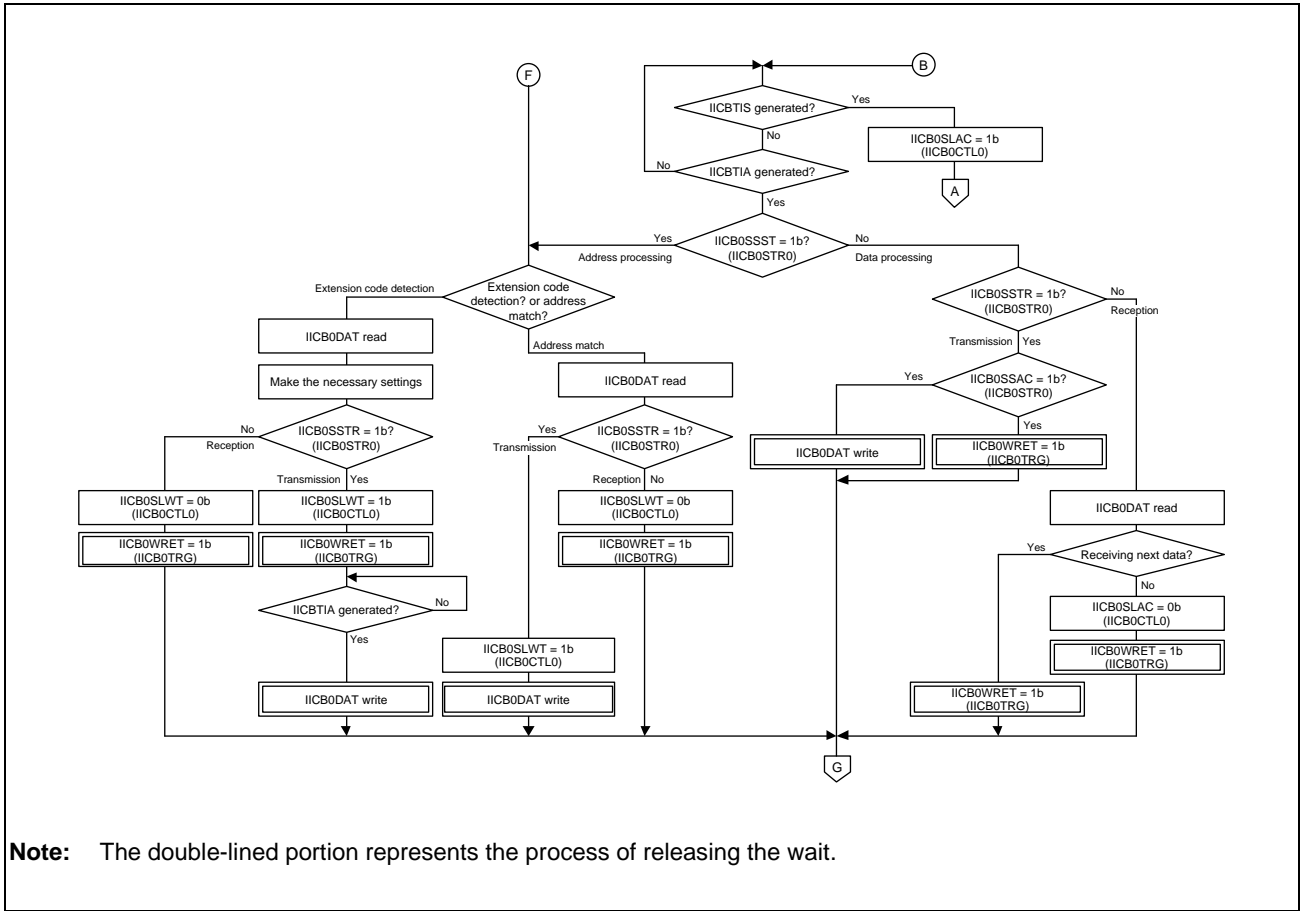 F
B
IICBTIS generated?
Yes
No
IICB0SLAC = 1b
(IICB0CTL0)
A
No
IICBTIA generated?
Yes
IICB0SSST = 1b?
(IICB0STR0)
Yes
Address processing
No
Data processing
Extension code detection
Extension code
detection? or address
match?
IICB0SSTR = 1b?
(IICB0STR0)
No
Reception
IICB0DAT read
Address match
Transmission
Yes
Make the necessary settings
IICB0DAT read
Yes
IICB0SSAC = 1b?
(IICB0STR0)
No
Reception
IICB0SSTR = 1b?
(IICB0STR0)
Yes
Transmission
IICB0SSTR = 1b?
(IICB0STR0)
Yes
IICB0DAT write
IICB0WRET = 1b
(IICB0TRG)
Transmission
Yes
Reception
No
IICB0SLWT = 0b
(IICB0CTL0)
IICB0SLWT = 1b
(IICB0CTL0)
IICB0SLWT = 0b
(IICB0CTL0)
IICB0DAT read
IICB0WRET = 1b
(IICB0TRG)
IICB0WRET = 1b
(IICB0TRG)
IICB0WRET = 1b
(IICB0TRG)
Yes
Receiving next data?
No
IICBTIA generated?
No
Yes
IICB0SLAC = 0b
(IICB0CTL0)
IICB0SLWT = 1b
(IICB0CTL0)
IICB0WRET = 1b
(IICB0TRG)
IICB0DAT write
IICB0DAT write
IICB0WRET = 1b
(IICB0TRG)
G
Note: The double-lined portion represents the process of releasing the wait.